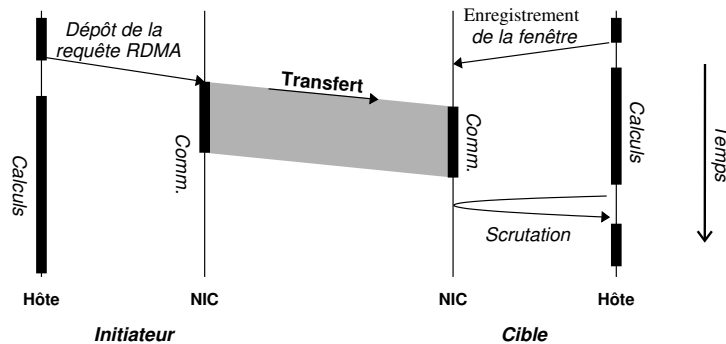 Dépôt de la
requête RDMA
Enregistrement
de la fenêtre
Transfert
Calculs
Comm.
Comm.
Calculs
Temps
Scrutation
Hôte
NIC
NIC
Hôte
Initiateur
Cible